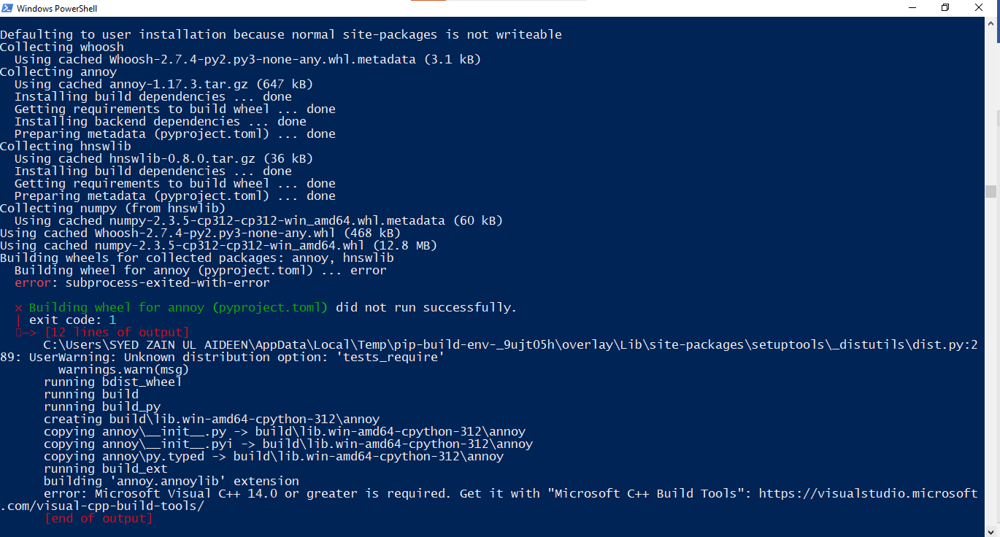 Windows PowerShell
Defaulting to user installation because normal site-packages is not writeable
Collecting whoosh
  Using cached Whoosh-2.7.4-py2.py3-none-any.whl.metadata (3.1 kB)
Collecting annoy
  Using cached annoy-1.17.3.tar.gz (647 kB)
  Installing build dependencies ... done
  Getting requirements to build wheel ... done
  Installing backend dependencies ... done
  Preparing metadata (pyproject.toml) ... done
Collecting hnswlib
  Using cached hnswlib-0.8.0.tar.gz (36 kB)
  Installing build dependencies ... done
  Getting requirements to build wheel ... done
  Preparing metadata (pyproject.toml) ... done
Collecting numpy (from hnswlib)
  Using cached numpy-2.3.5-cp312-cp312-win_amd64.whl.metadata (60 kB)
Using cached Whoosh-2.7.4-py2.py3-none-any.whl (468 kB)
Using cached numpy-2.3.5-cp312-cp312-win_amd64.whl (12.8 MB)
Building wheels for collected packages: annoy, hnswlib
  Building wheel for annoy (pyproject.toml) ... error
  error: subprocess-exited-with-error
  × Building wheel for annoy (pyproject.toml) did not run successfully.
  | exit code: 1
  □─> [12 lines of output]
      C:\Users\SYED ZAIN UL AIDEEN\AppData\Local\Temp\pip-build-env-_9ujt05h\overlay\Lib\site-packages\setuptools\_distutils\dist.py:2
89: UserWarning: Unknown distribution option: 'tests_require'
        warnings.warn(msg)
      running bdist_wheel
      running build
      running build_py
      creating build\lib.win-amd64-cpython-312\annoy
      copying annoy\__init__.py -> build\lib.win-amd64-cpython-312\annoy
      copying annoy\__init__.pyi -> build\lib.win-amd64-cpython-312\annoy
      copying annoy\py.typed -> build\lib.win-amd64-cpython-312\annoy
      running build_ext
      building 'annoy.annoylib' extension
      error: Microsoft Visual C++ 14.0 or greater is required. Get it with "Microsoft C++ Build Tools": https://visualstudio.microsoft
.com/visual-cpp-build-tools/
      [end of output]